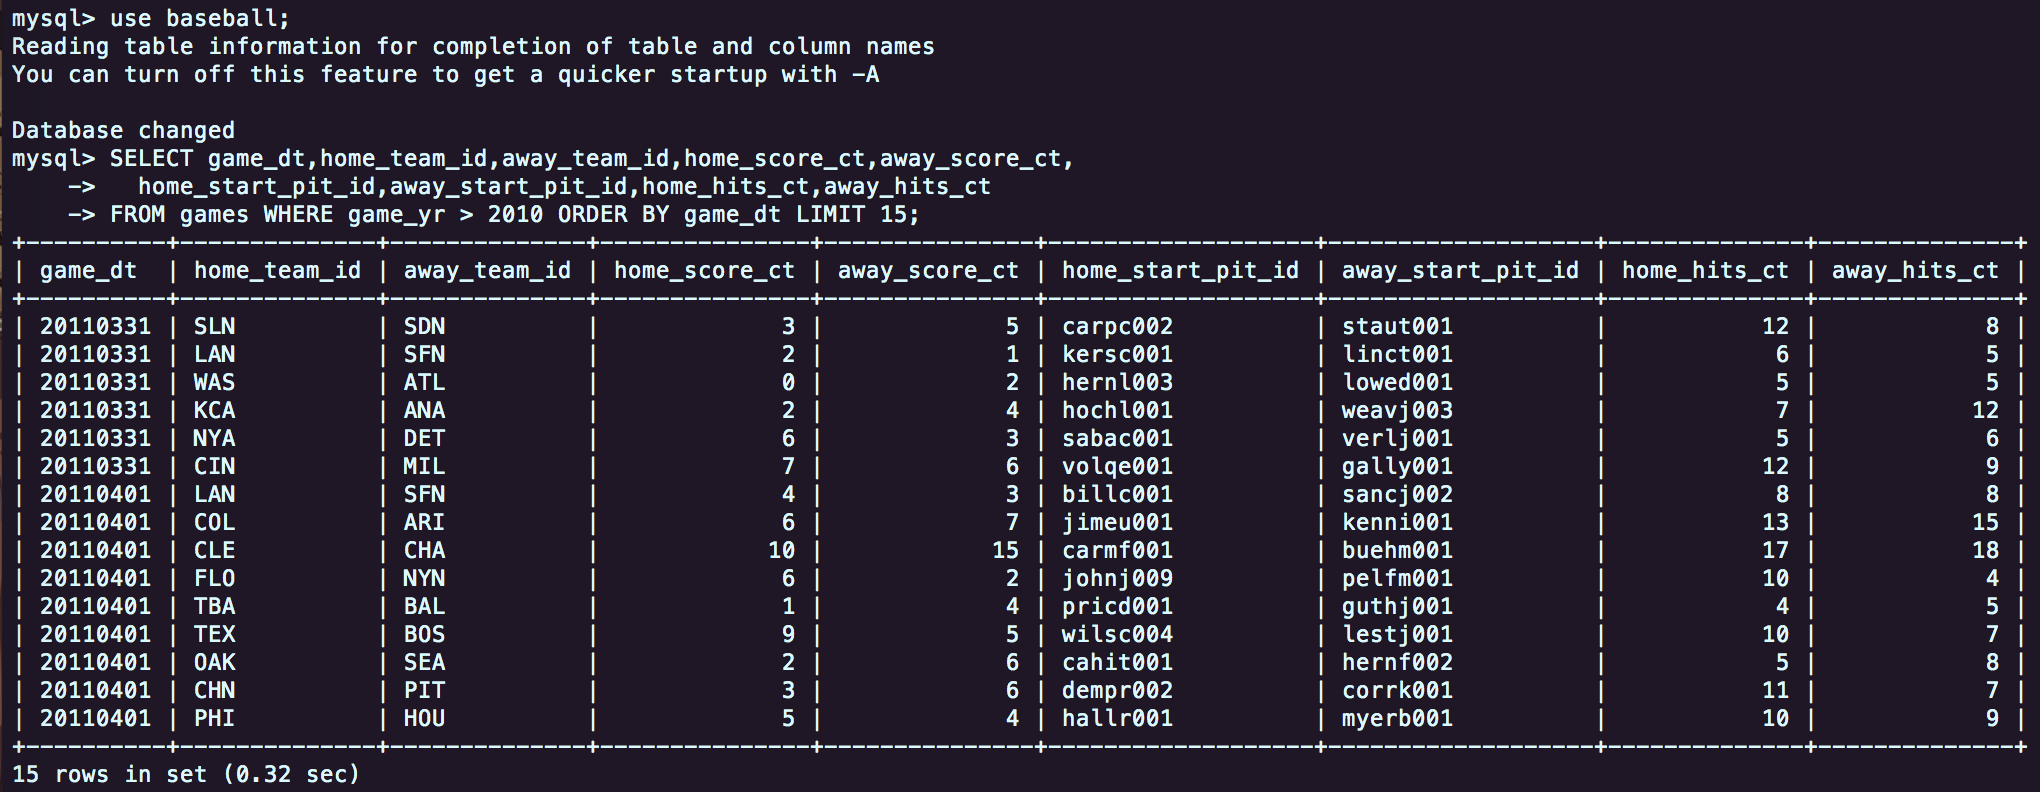 mysql> use baseball;
Reading table information for completion of table and column names
You can turn off this feature to get a quicker startup with -A

Database changed
mysql> SELECT game_dt,home_team_id,away_team_id,home_score_ct,away_score_ct,
    ->   home_start_pit_id,away_start_pit_id,home_hits_ct,away_hits_ct
    -> FROM games WHERE game_yr > 2010 ORDER BY game_dt LIMIT 15;
+----------+--------------+--------------+---------------+---------------+-------------------+-------------------+--------------+--------------+
| game_dt  | home_team_id | away_team_id | home_score_ct | away_score_ct | home_start_pit_id | away_start_pit_id | home_hits_ct | away_hits_ct |
+----------+--------------+--------------+---------------+---------------+-------------------+-------------------+--------------+--------------+
| 20110331 | SLN          | SDN          |             3 |             5 | carpc002          | staut001          |           12 |            8 |
| 20110331 | LAN          | SFN          |             2 |             1 | kersc001          | linct001          |            6 |            5 |
| 20110331 | WAS          | ATL          |             0 |             2 | hernl003          | lowed001          |            5 |            5 |
| 20110331 | KCA          | ANA          |             2 |             4 | hochl001          | weavj003          |            7 |           12 |
| 20110331 | NYA          | DET          |             6 |             3 | sabac001          | verlj001          |            5 |            6 |
| 20110331 | CIN          | MIL          |             7 |             6 | volqe001          | gally001          |           12 |            9 |
| 20110401 | LAN          | SFN          |             4 |             3 | billc001          | sancj002          |            8 |            8 |
| 20110401 | COL          | ARI          |             6 |             7 | jimeu001          | kenni001          |           13 |           15 |
| 20110401 | CLE          | CHA          |            10 |            15 | carmf001          | buehm001          |           17 |           18 |
| 20110401 | FLO          | NYN          |             6 |             2 | johnj009          | pelfm001          |           10 |            4 |
| 20110401 | TBA          | BAL          |             1 |             4 | pricd001          | guthj001          |            4 |            5 |
| 20110401 | TEX          | BOS          |             9 |             5 | wilsc004          | lestj001          |           10 |            7 |
| 20110401 | OAK          | SEA          |             2 |             6 | cahit001          | hernf002          |            5 |            8 |
| 20110401 | CHN          | PIT          |             3 |             6 | dempr002          | corrk001          |           11 |            7 |
| 20110401 | PHI          | HOU          |             5 |             4 | hallr001          | myerb001          |           10 |            9 |
+----------+--------------+--------------+---------------+---------------+-------------------+-------------------+--------------+--------------+
15 rows in set (0.32 sec)